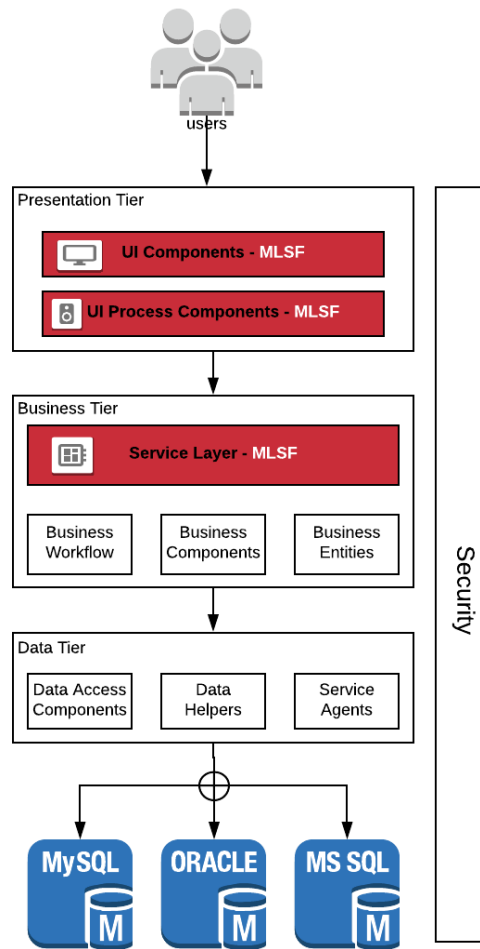 users
Presentation Tier
UI Components - MLSF
UI Process Components - MLSF
Business Tier
Service Layer - MLSF
Business
Workflow
Business
Components
Business
Entities
Data Tier
Data Access
Components
Data
Helpers
Service
Agents
Security
MySQL
M
ORACLE
M
MS SQL
M